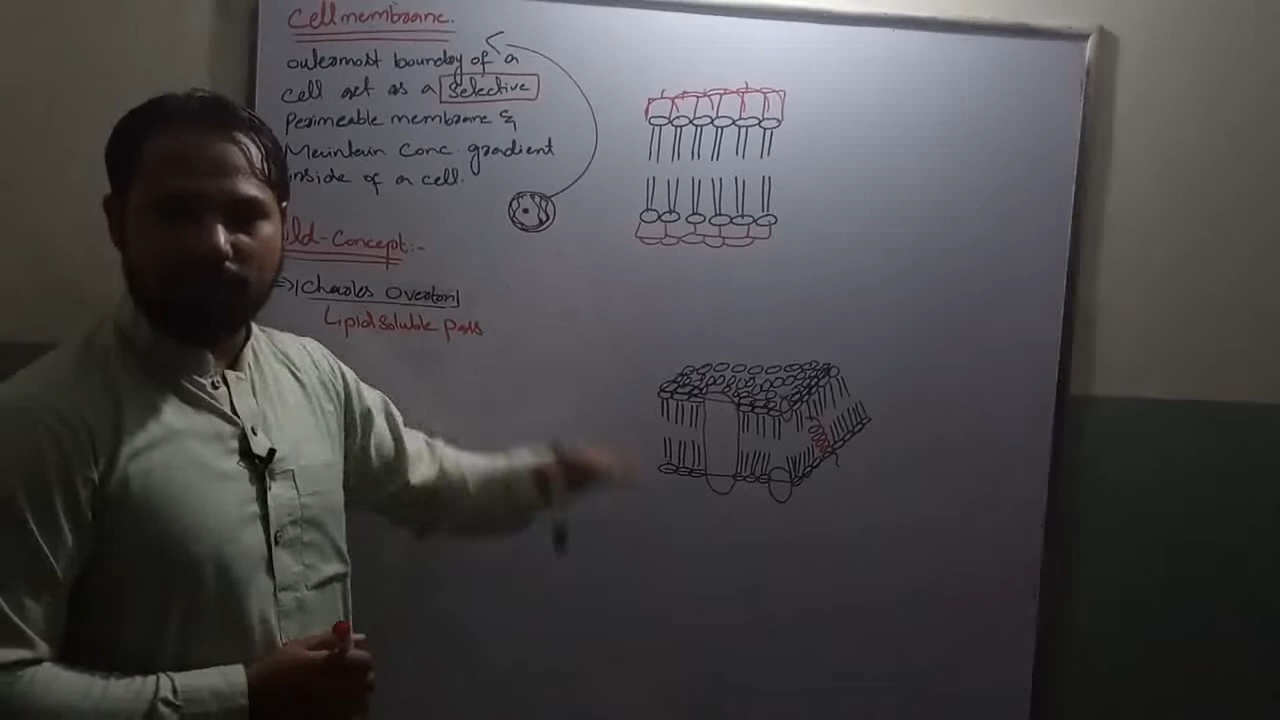 Cell membrane.
outermost boundry of a
cell act as a selective
permeable membrane &
Maintain Conc. gradient
inside of a cell.
ld-Concept:-
=> Charles Overton
Lipid soluble pass